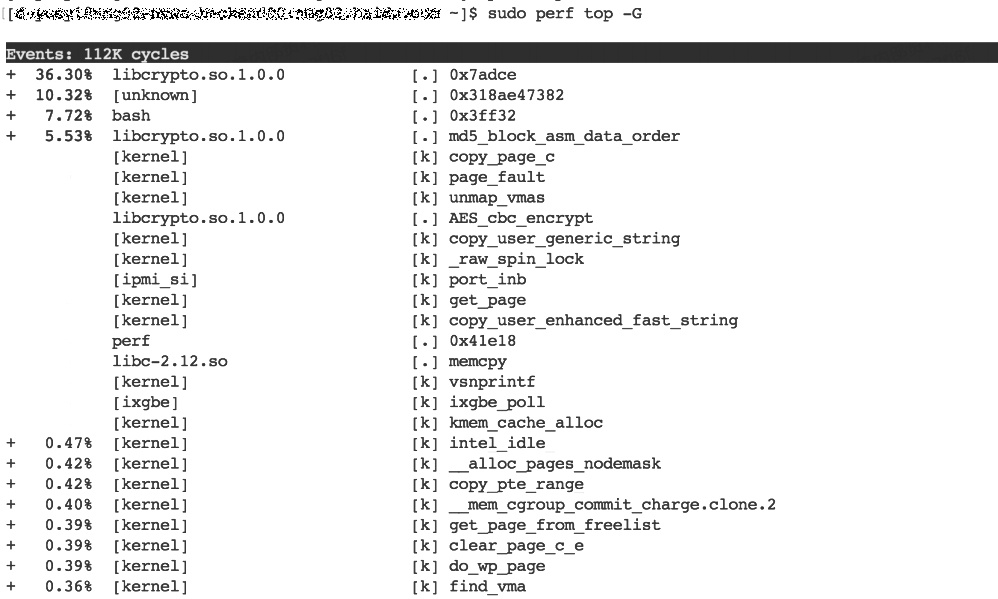 ~]$ sudo perf top -G
Events: 112K cycles
+ 36.30% libcrypto.so.1.0.0 [.] 0x7adce
+ 10.32% [unknown] [.] 0x318ae47382
+ 7.72% bash [.] 0x3ff32
+ 5.53% libcrypto.so.1.0.0 [.] md5_block_asm_data_order
[kernel] [k] copy_page_c
[kernel] [k] page_fault
[kernel] [k] unmap_vmas
libcrypto.so.1.0.0 [.] AES_cbc_encrypt
[kernel] [k] copy_user_generic_string
[kernel] [k] _raw_spin_lock
[ipmi_si] [k] port_inb
[kernel] [k] get_page
[kernel] [k] copy_user_enhanced_fast_string
perf [.] 0x41e18
libc-2.12.so [.] memcpy
[kernel] [k] vsnprintf
[ixgbe] [k] ixgbe_poll
[kernel] [k] kmem_cache_alloc
+ 0.47% [kernel] [k] intel_idle
+ 0.42% [kernel] [k] __alloc_pages_nodemask
+ 0.42% [kernel] [k] copy_pte_range
+ 0.40% [kernel] [k] __mem_cgroup_commit_charge.clone.2
+ 0.39% [kernel] [k] get_page_from_freelist
+ 0.39% [kernel] [k] clear_page_c_e
+ 0.39% [kernel] [k] do_wp_page
+ 0.36% [kernel] [k] find_vma